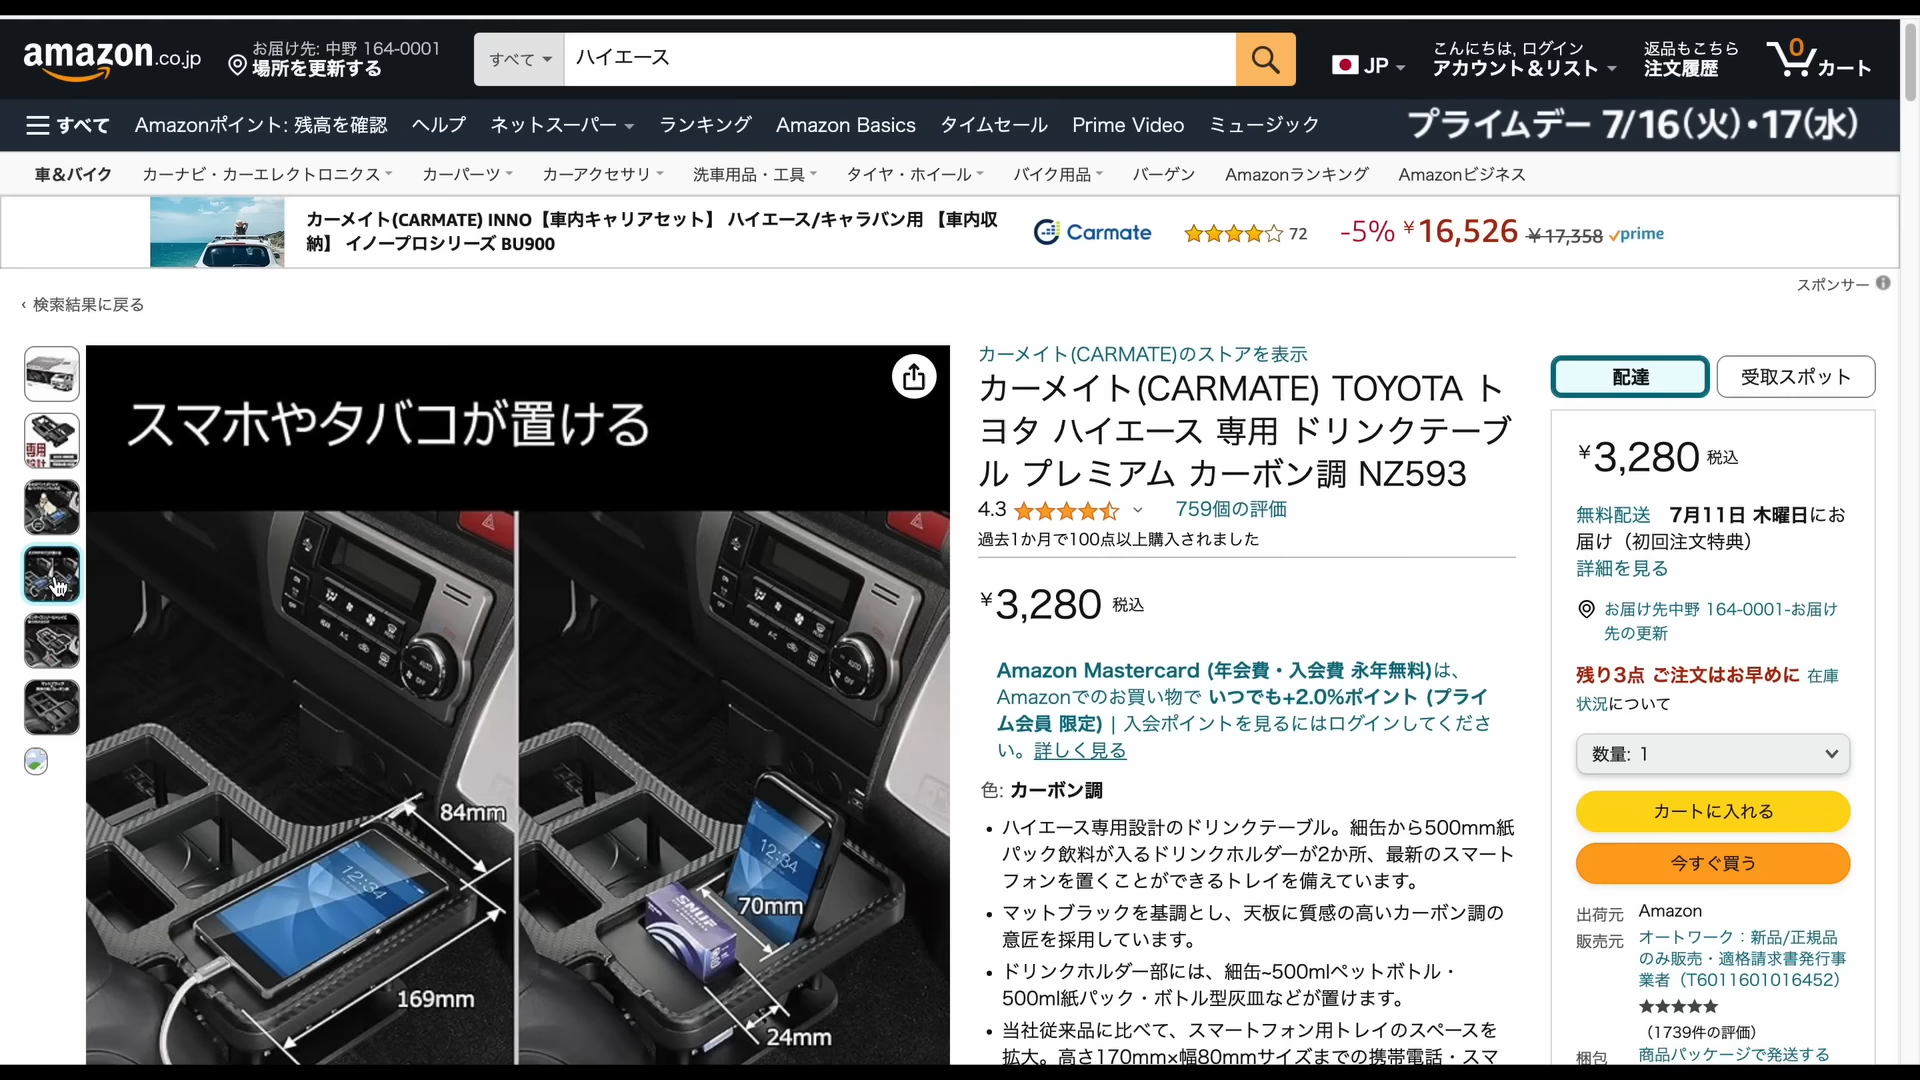 amazon.co.jp
お届け先: 中野 164-0001
場所を更新する
すべて
ハイエース
JP
こんにちは, ログイン
アカウント＆リスト
返品もこちら
注文履歴
0
カート
すべて
Amazonポイント: 残高を確認
ヘルプ
ネットスーパー
ランキング
Amazon Basics
タイムセール
Prime Video
ミュージック
プライムデー 7/16(火)・17(水)
車＆バイク
カーナビ・カーエレクトロニクス
カーパーツ
カーアクセサリ
洗車用品・工具
タイヤ・ホイール
バイク用品
バーゲン
Amazonランキング
Amazonビジネス
カーメイト(CARMATE) INNO【車内キャリアセット】 ハイエース/キャラバン用 【車内収
納】 イノープロシリーズ BU900
Carmate
72
-5% ￥16,526 ￥17,358 prime
スポンサー
‹ 検索結果に戻る
専用
設計
スマホやタバコが置ける
12:34
84mm
169mm
12:34
70mm
SNUF
24mm
AUTO
OFF
AUTO
OFF
カーメイト(CARMATE)のストアを表示
カーメイト(CARMATE) TOYOTA ト
ヨタ ハイエース 専用 ドリンクテーブ
ル プレミアム カーボン調 NZ593
4.3
759個の評価
過去1か月で100点以上購入されました
￥3,280 税込
Amazon Mastercard (年会費・入会費 永年無料)は、
Amazonでのお買い物で いつでも+2.0%ポイント (プライ
ム会員 限定) | 入会ポイントを見るにはログインしてくださ
い。詳しく見る
色: カーボン調
• ハイエース専用設計のドリンクテーブル。細缶から500mm紙
パック飲料が入るドリンクホルダーが2か所、最新のスマート
フォンを置くことができるトレイを備えています。
• マットブラックを基調とし、天板に質感の高いカーボン調の
意匠を採用しています。
• ドリンクホルダー部には、細缶~500mlペットボトル・
500ml紙パック・ボトル型灰皿などが置けます。
• 当社従来品に比べて、スマートフォン用トレイのスペースを
拡大。高さ170mm×幅80mmサイズまでの携帯電話・スマ
配達
受取スポット
￥3,280 税込
無料配送 7月11日 木曜日にお
届け（初回注文特典）
詳細を見る
お届け先中野 164-0001-お届け
先の更新
残り3点 ご注文はお早めに 在庫
状況について
数量: 1
カートに入れる
今すぐ買う
出荷元 Amazon
販売元 オートワーク：新品/正規品
のみ販売・適格請求書発行事
業者（T6011601016452）
★★★★★
（1739件の評価）
梱包 商品パッケージで発送する